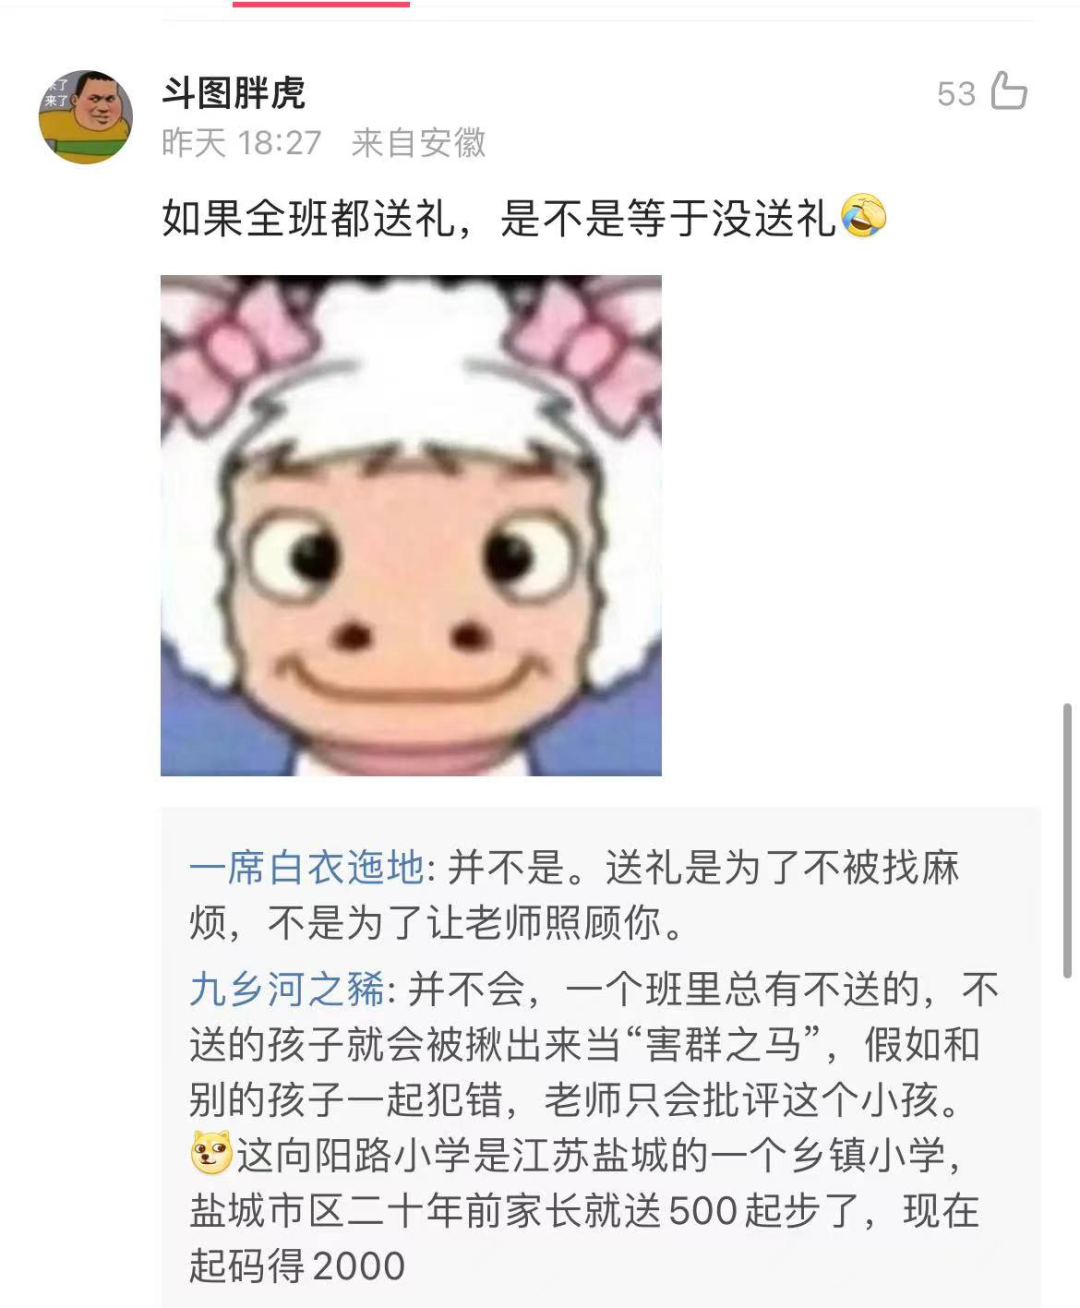 来了
来了
斗图胖虎
53
昨天 18:27 来自安徽
如果全班都送礼，是不是等于没送礼🤣
一席白衣迤地: 并不是。送礼是为了不被找麻
烦，不是为了让老师照顾你。
九乡河之豨: 并不会，一个班里总有不送的，不
送的孩子就会被揪出来当“害群之马”，假如和
别的孩子一起犯错，老师只会批评这个小孩。
这向阳路小学是江苏盐城的一个乡镇小学，
盐城市区二十年前家长就送500起步了，现在
起码得2000